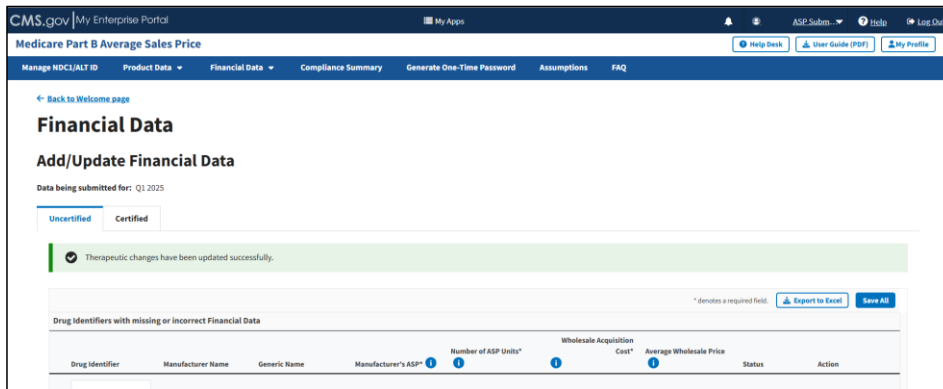 CMS.gov My Enterprise Portal My Apps ASP Subm... Help Log Out
Medicare Part B Average Sales Price Help Desk User Guide (PDF) My Profile
Manage NDC1/ALT ID Product Data Financial Data Compliance Summary Generate One-Time Password Assumptions FAQ
← Back to Welcome page
Financial Data
Add/Update Financial Data
Data being submitted for: Q1 2025
Uncertified Certified
Therapeutic changes have been updated successfully.
* denotes a required field. Export to Excel Save All
Drug Identifiers with missing or incorrect Financial Data
Wholesale Acquisition
Number of ASP Units* Cost* Average Wholesale Price
Drug Identifier Manufacturer Name Generic Name Manufacturer's ASP* Status Action